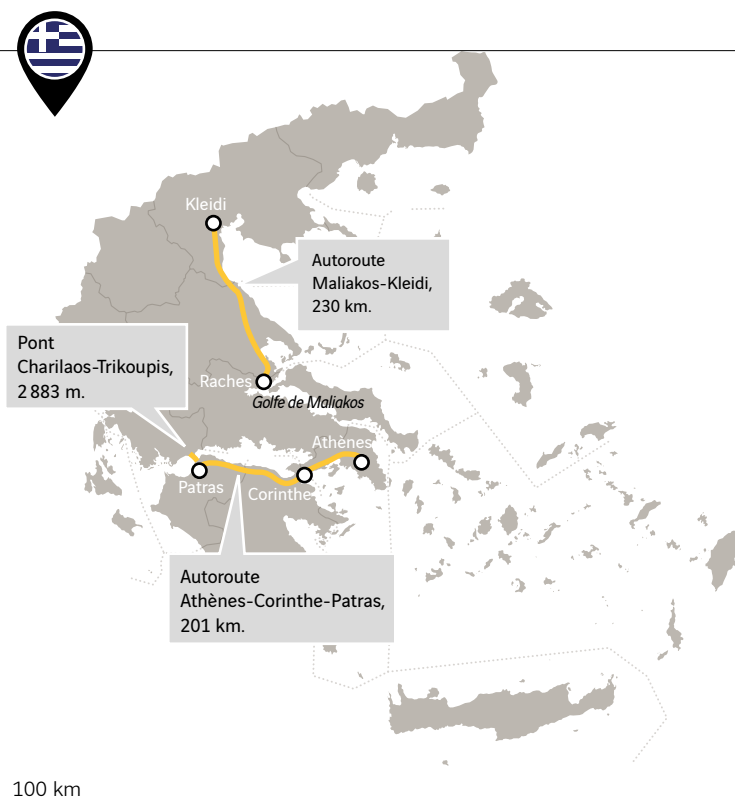 Kleidi
Autoroute
Maliakos-Kleidi,
230 km.
Pont
Charilaos-Trikoupis,
2 883 m.
Raches
Golfe de Maliakos
Athènes
Patras
Corinthe
Autoroute
Athènes-Corinthe-Patras,
201 km.
100 km